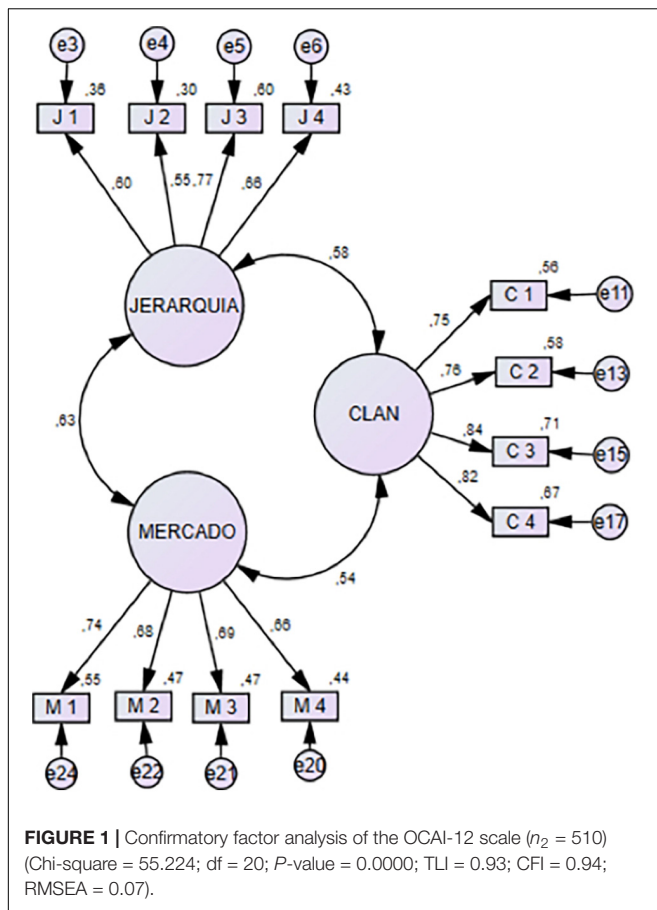 e3 e4 e5 e6
,36 ,30 ,60 ,43
J 1 J 2 J 3 J 4
,60 ,55 ,77 ,66
JERARQUIA
,58
,56
C 1 e11
,75
,58
C 2 e13
,76
CLAN
,71
,84
C 3 e15
,82
,67
C 4 e17
,63
MERCADO
,54
,74 ,68 ,69 ,66
,55 ,47 ,47 ,44
M 1 M 2 M 3 M 4
e24 e22 e21 e20
FIGURE 1 | Confirmatory factor analysis of the OCAI-12 scale (n₂ = 510)
(Chi-square = 55.224; df = 20; P-value = 0.0000; TLI = 0.93; CFI = 0.94;
RMSEA = 0.07).